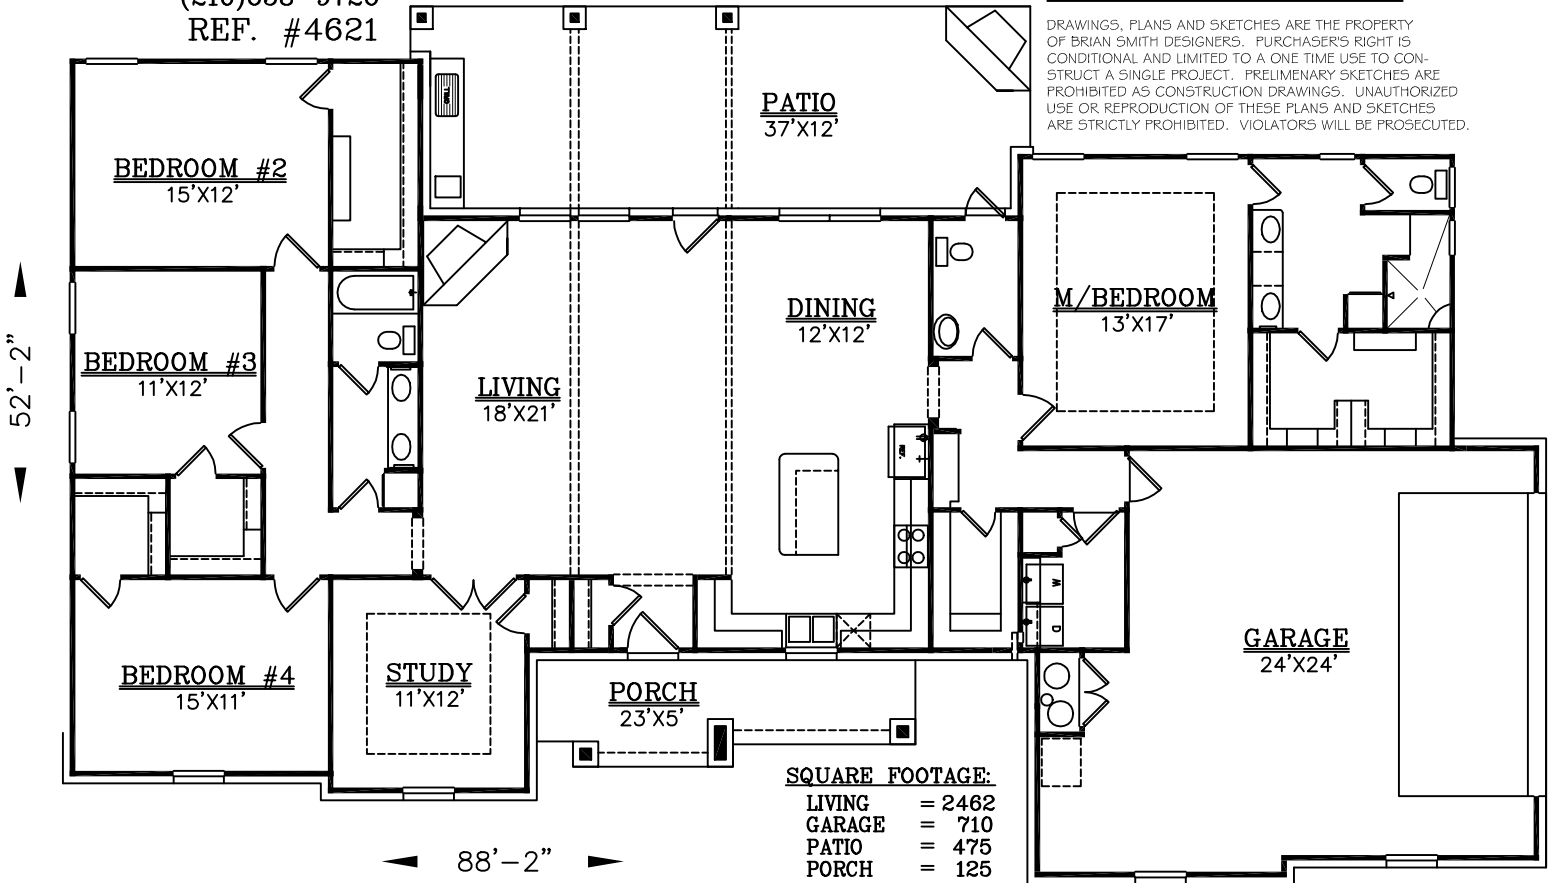 REF. #4621
DRAWINGS, PLANS AND SKETCHES ARE THE PROPERTY
OF BRIAN SMITH DESIGNERS. PURCHASER'S RIGHT IS
CONDITIONAL AND LIMITED TO A ONE TIME USE TO CON-
STRUCT A SINGLE PROJECT. PRELIMENARY SKETCHES ARE
PROHIBITED AS CONSTRUCTION DRAWINGS. UNAUTHORIZED
USE OR REPRODUCTION OF THESE PLANS AND SKETCHES
ARE STRICTLY PROHIBITED. VIOLATORS WILL BE PROSECUTED.
GRILL
PATIO
37'X12'
BEDROOM #2
15'X12'
M/BEDROOM
13'X17'
DINING
12'X12'
BEDROOM #3
11'X12'
52'-2"
LIVING
18'X21'
REF.
W
D
GARAGE
24'X24'
BEDROOM #4
15'X11'
STUDY
11'X12'
PORCH
23'X5'
SQUARE FOOTAGE:
LIVING = 2462
GARAGE = 710
PATIO = 475
PORCH = 125
88'-2"